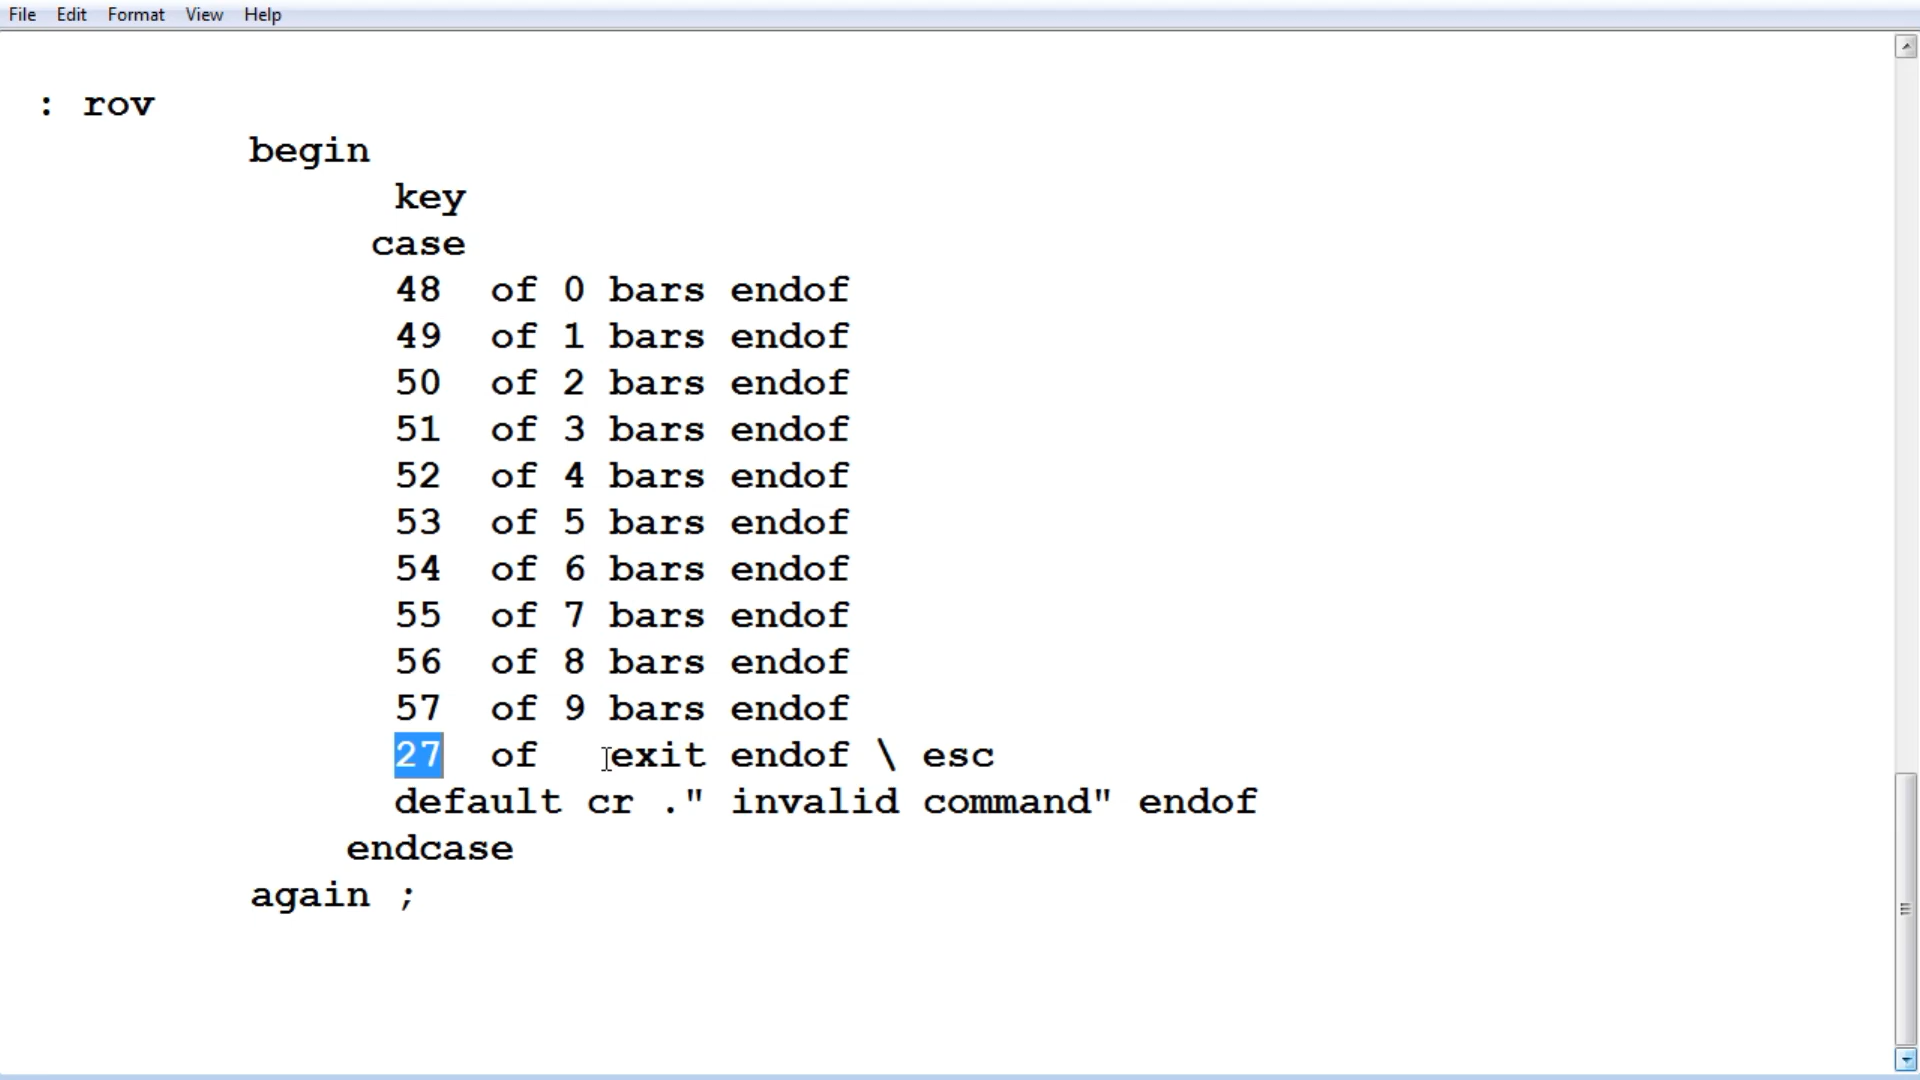 File Edit Format View Help
: rov
begin
key
case
48 of 0 bars endof
49 of 1 bars endof
50 of 2 bars endof
51 of 3 bars endof
52 of 4 bars endof
53 of 5 bars endof
54 of 6 bars endof
55 of 7 bars endof
56 of 8 bars endof
57 of 9 bars endof
27 of exit endof \ esc
default cr ." invalid command" endof
endcase
again ;